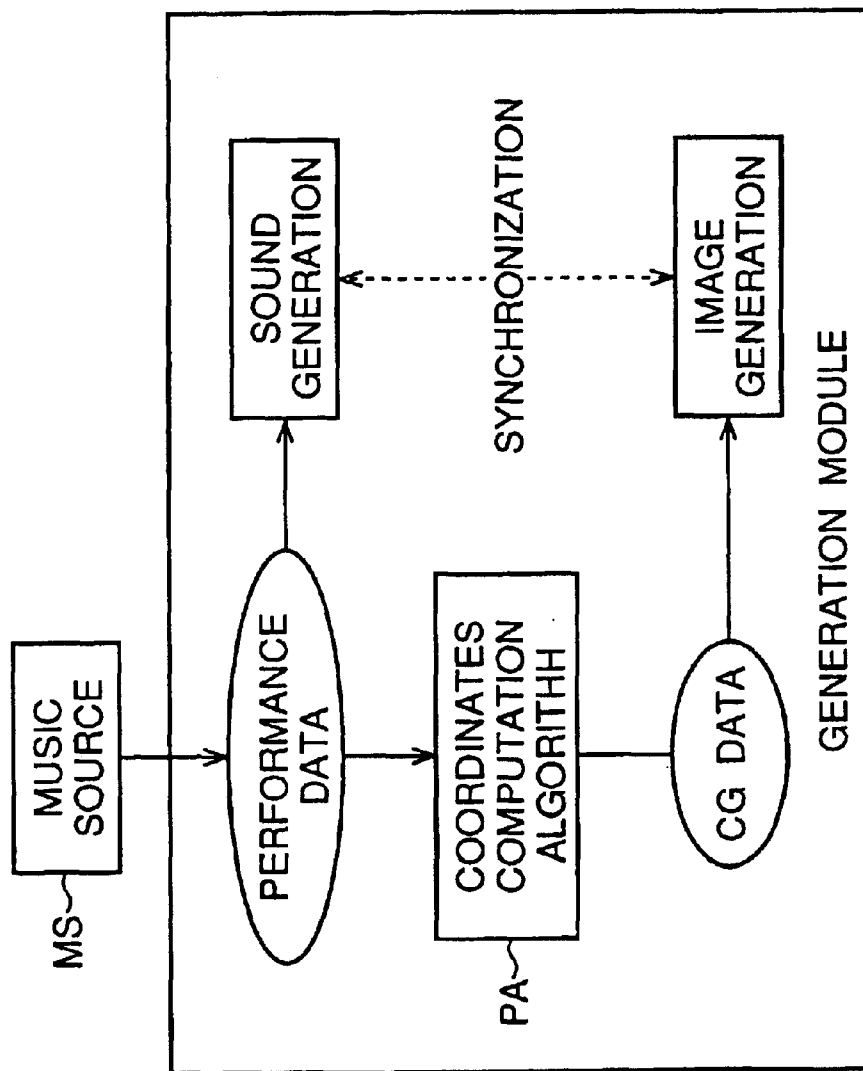 MS
MUSIC
SOURCE
PERFORMANCE
DATA
SOUND
GENERATION
PA
COORDINATES
COMPUTATION
ALGORITHH
SYNCHRONIZATION
CG DATA
IMAGE
GENERATION
GENERATION MODULE